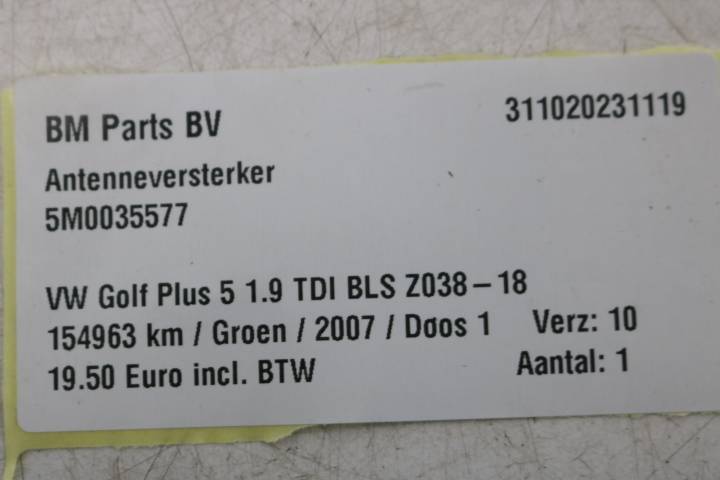 BM Parts BV 311020231119
Antenneversterker
5M0035577
VW Golf Plus 5 1.9 TDI BLS Z038-18
154963 km / Groen / 2007 / Doos 1 Verz: 10
19.50 Euro incl. BTW Aantal: 1